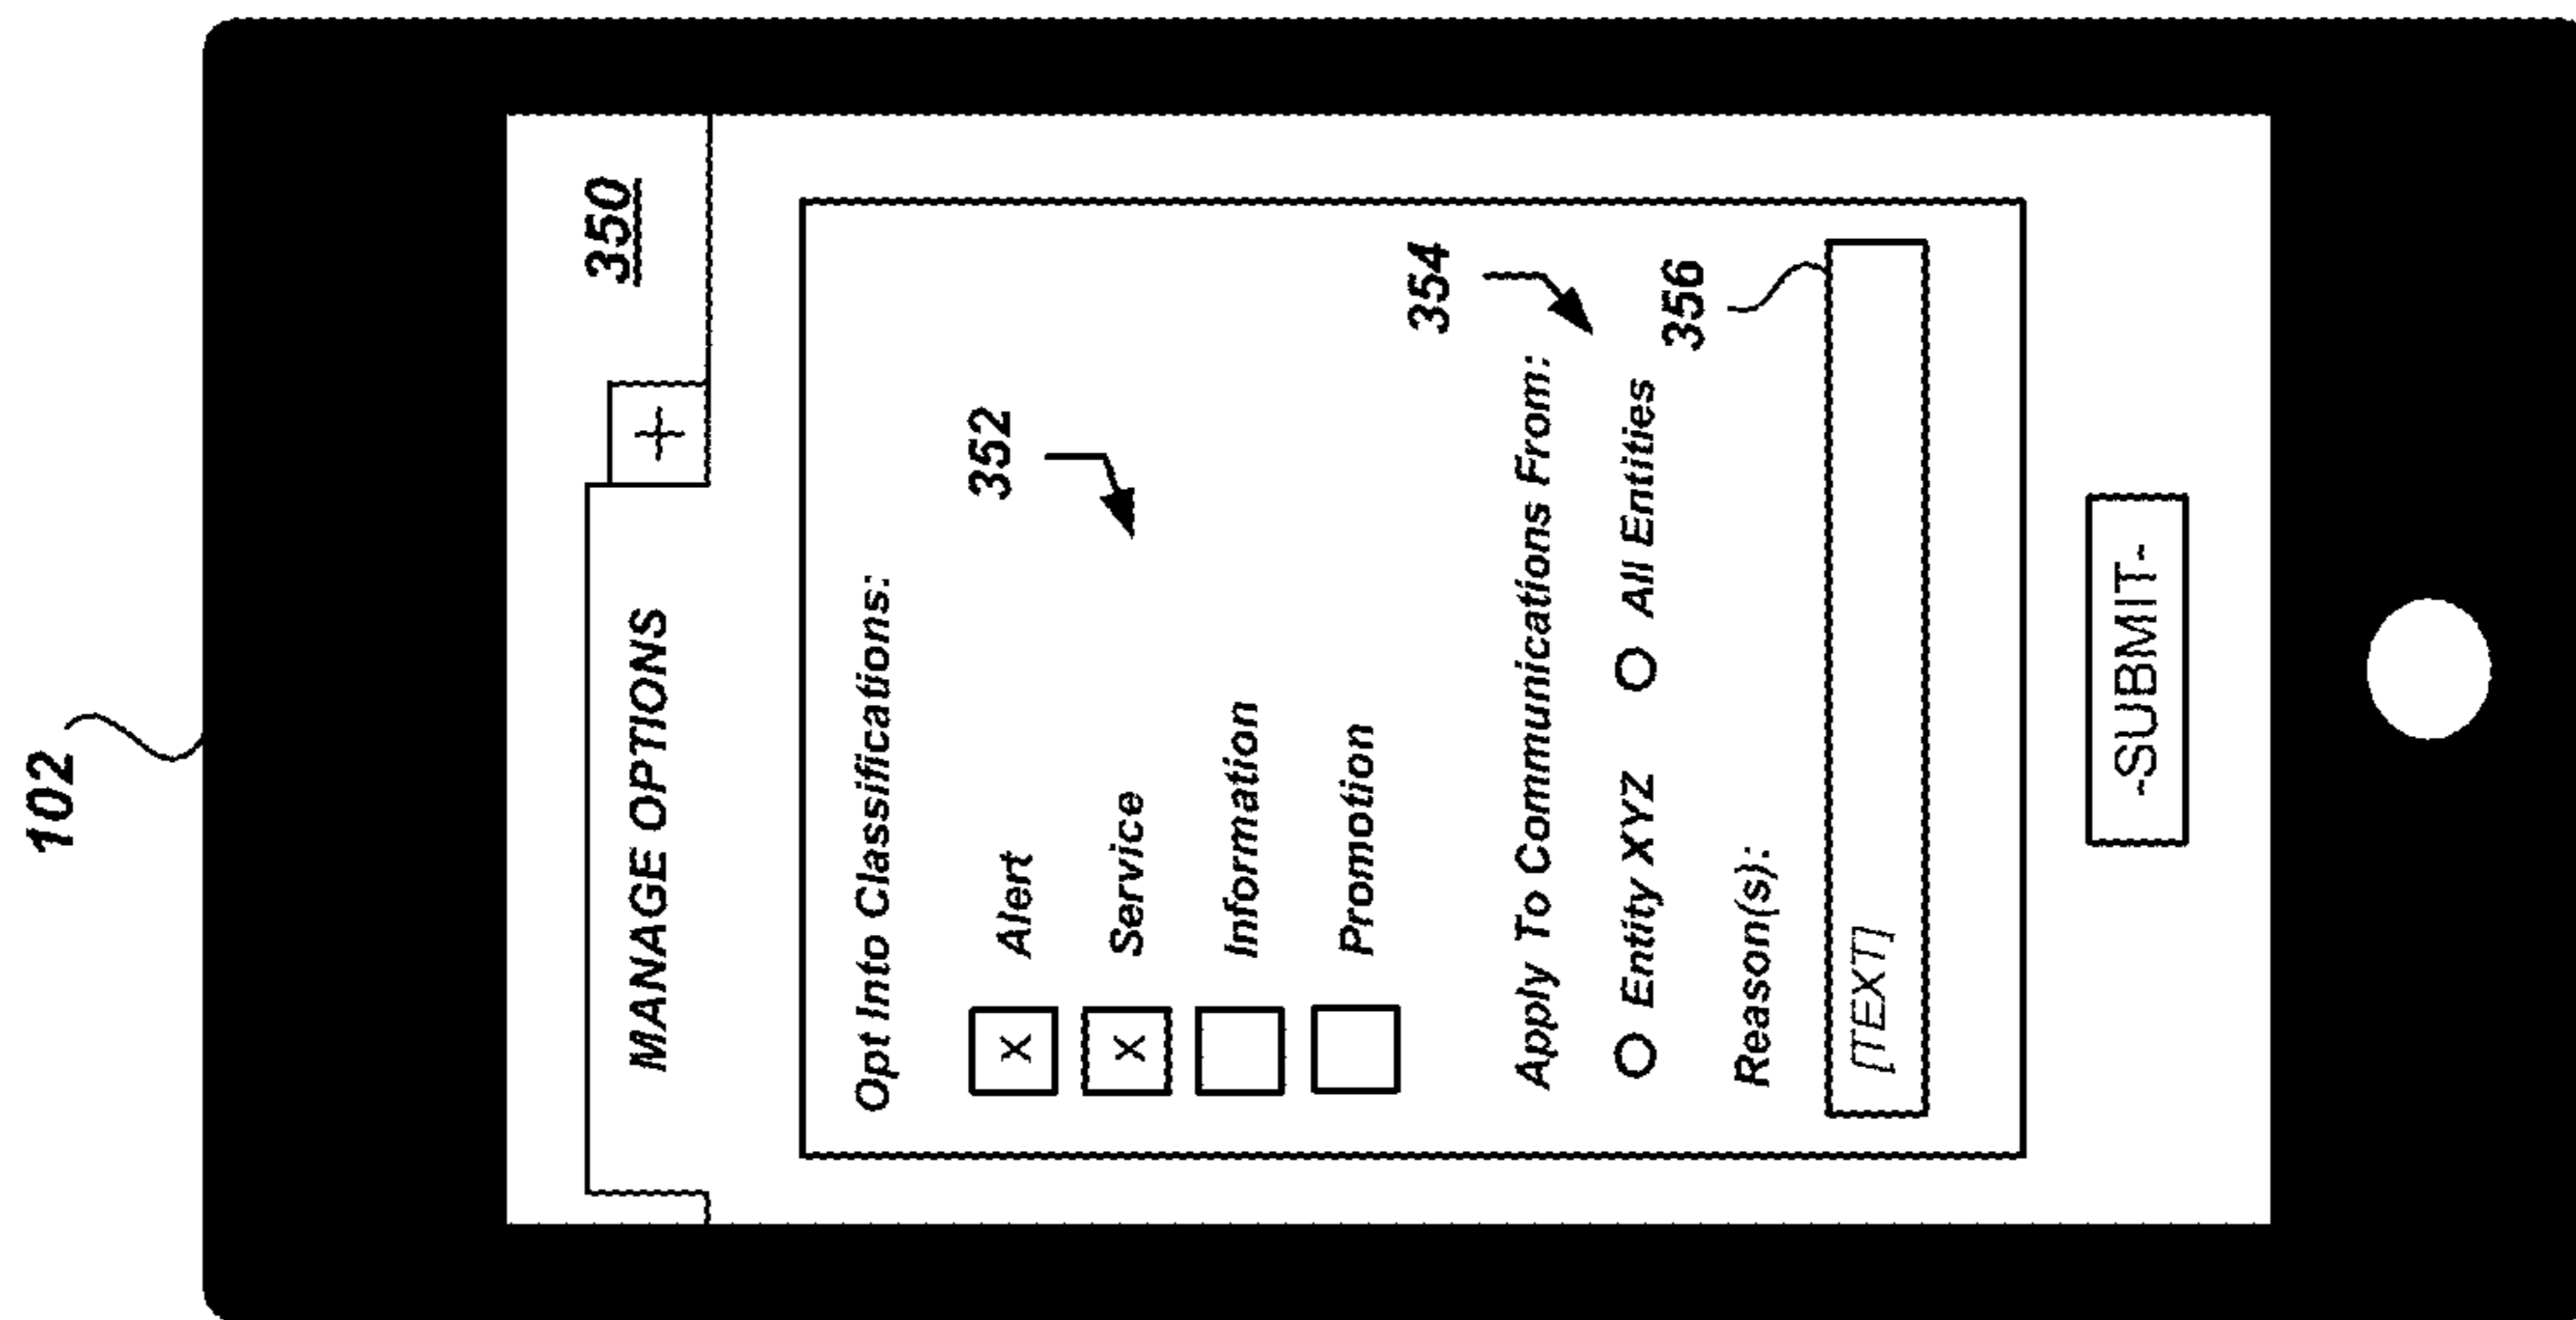 102
350
MANAGE OPTIONS +
Opt Into Classifications:
352
X Alert
X Service
Information
Promotion
354
Apply To Communications From:
Entity XYZ All Entities
356
Reason(s):
[TEXT]
-SUBMIT-